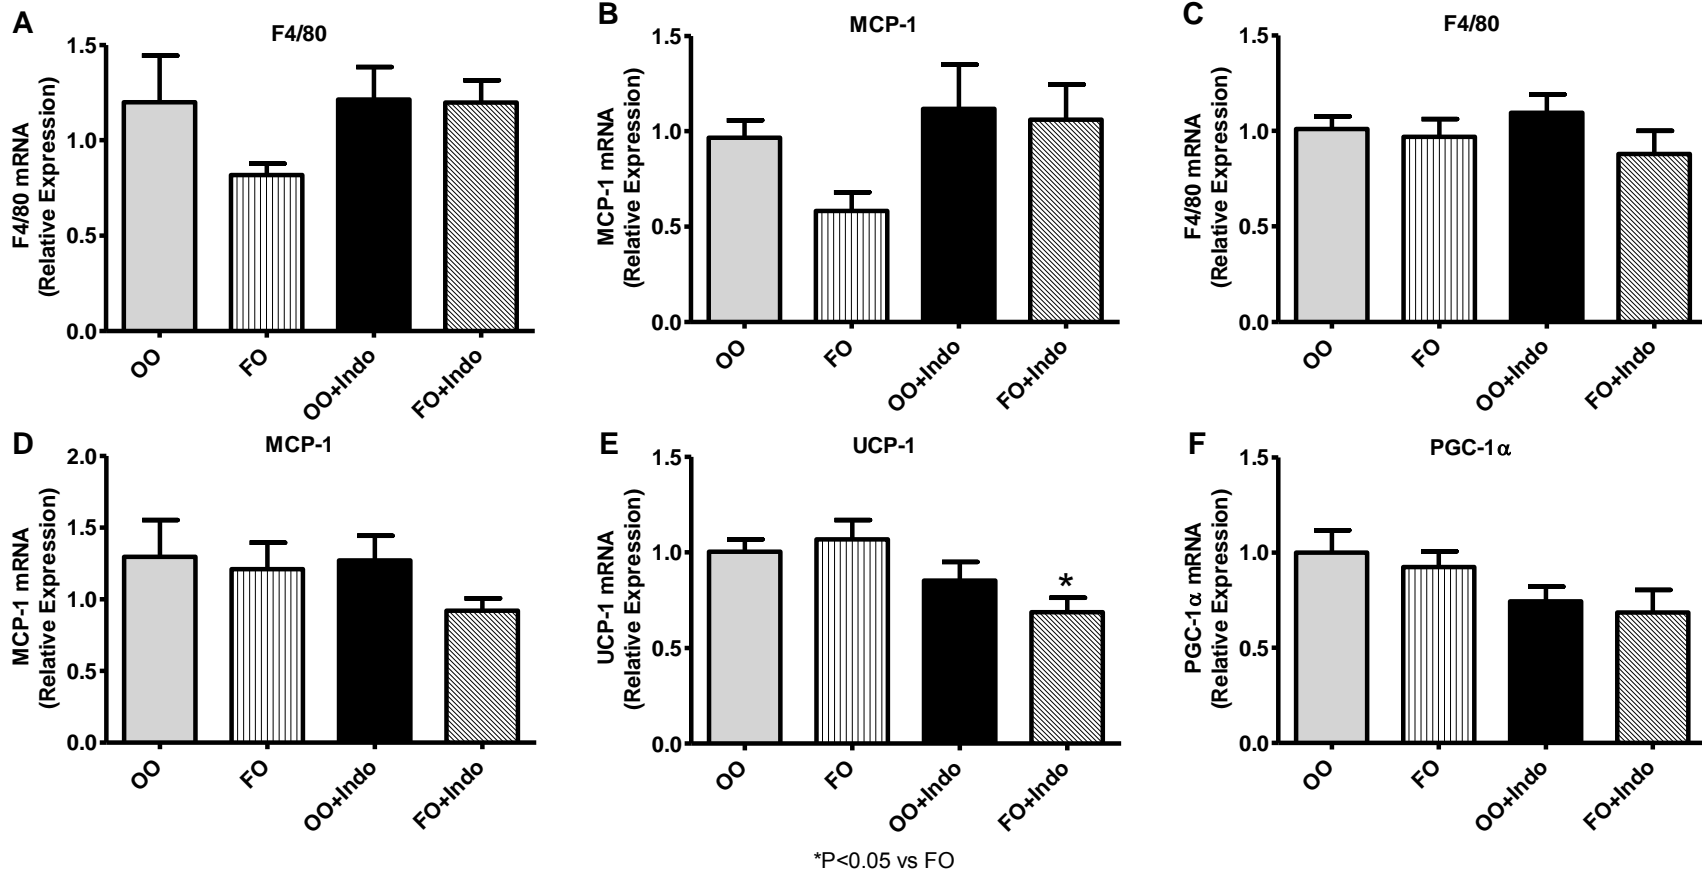 A
F4/80
F4/80 mRNA
(Relative Expression)
1.5
1.0
0.5
0.0
OO
FO
OO+Indo
FO+Indo
B
MCP-1
MCP-1 mRNA
(Relative Expression)
1.5
1.0
0.5
0.0
OO
FO
OO+Indo
FO+Indo
C
F4/80
F4/80 mRNA
(Relative Expression)
1.5
1.0
0.5
0.0
OO
FO
OO+Indo
FO+Indo
D
MCP-1
MCP-1 mRNA
(Relative Expression)
2.0
1.5
1.0
0.5
0.0
OO
FO
OO+Indo
FO+Indo
E
UCP-1
UCP-1 mRNA
(Relative Expression)
1.5
1.0
0.5
0.0
*
OO
FO
OO+Indo
FO+Indo
F
PGC-1α
PGC-1α mRNA
(Relative Expression)
1.5
1.0
0.5
0.0
OO
FO
OO+Indo
FO+Indo
*P<0.05 vs FO